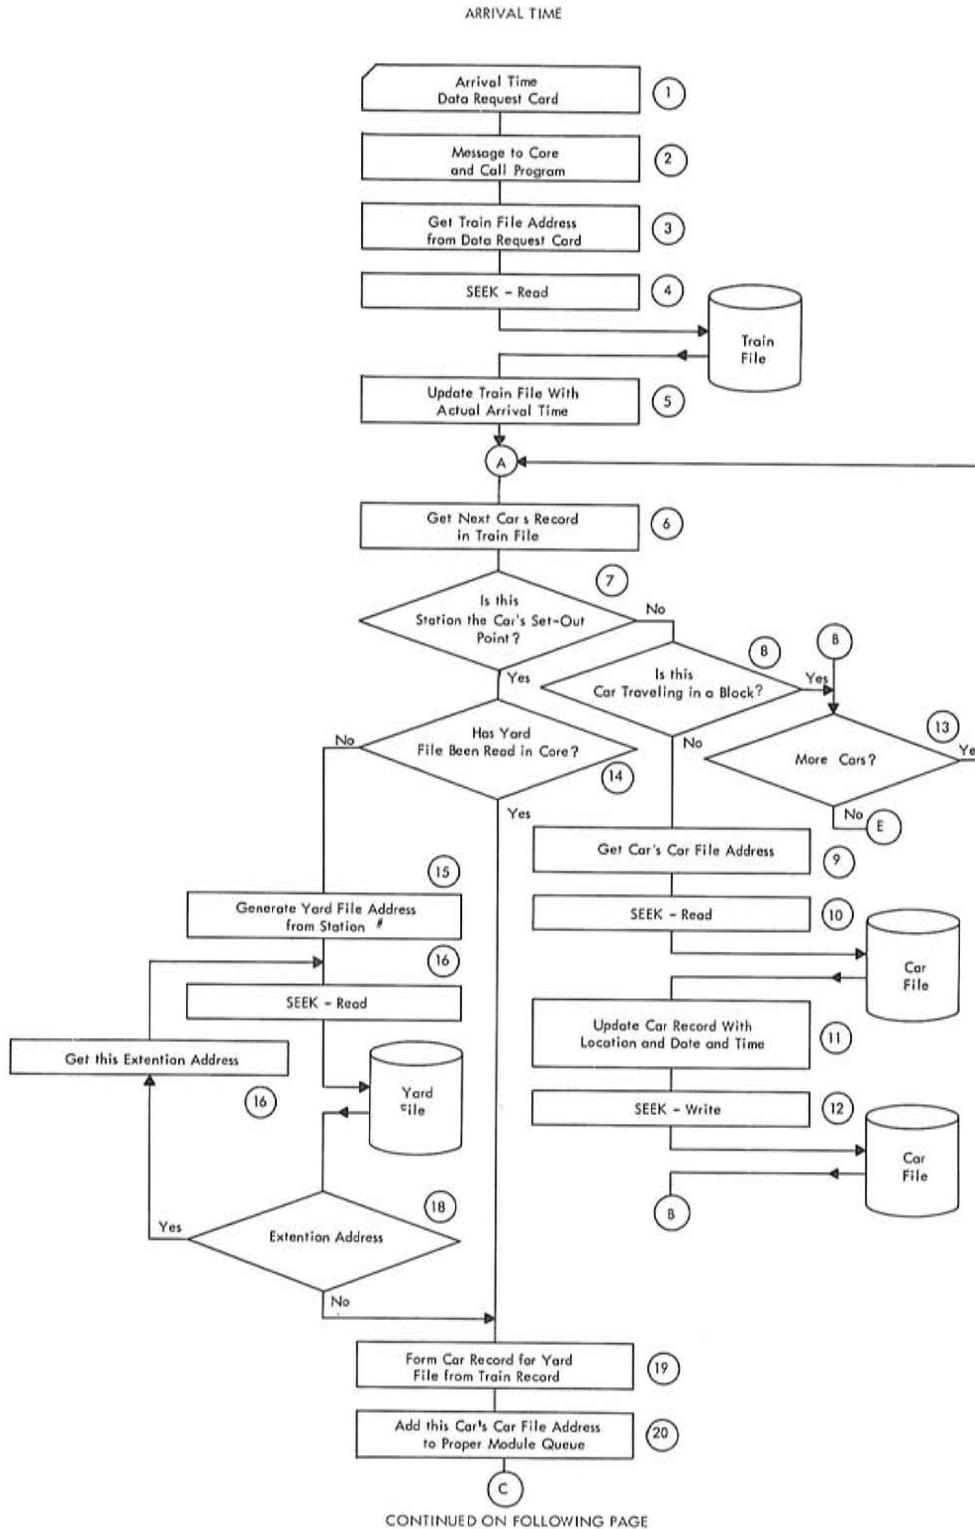 ARRIVAL TIME
Arrival Time
Data Request Card
1
Message to Core
and Call Program
2
Get Train File Address
from Data Request Card
3
SEEK - Read
4
Train
File
Update Train File With
Actual Arrival Time
5
A
Get Next Car's Record
in Train File
6
7
Is this
Station the Car's Set-Out
Point?
No
Yes
8
Is this
Car Traveling in a Block?
Yes
No
B
13
More Cars?
Yes
No
E
Has Yard
File Been Read in Core?
No
14
Yes
Get Car's Car File Address
9
15
Generate Yard File Address
from Station #
SEEK - Read
10
Car
File
16
SEEK - Read
Update Car Record With
Location and Date and Time
11
Get this Extention Address
16
Yard
File
SEEK - Write
12
Car
File
B
18
Extention Address
Yes
No
Form Car Record for Yard
File from Train Record
19
Add this Car's Car File Address
to Proper Module Queue
20
C
CONTINUED ON FOLLOWING PAGE